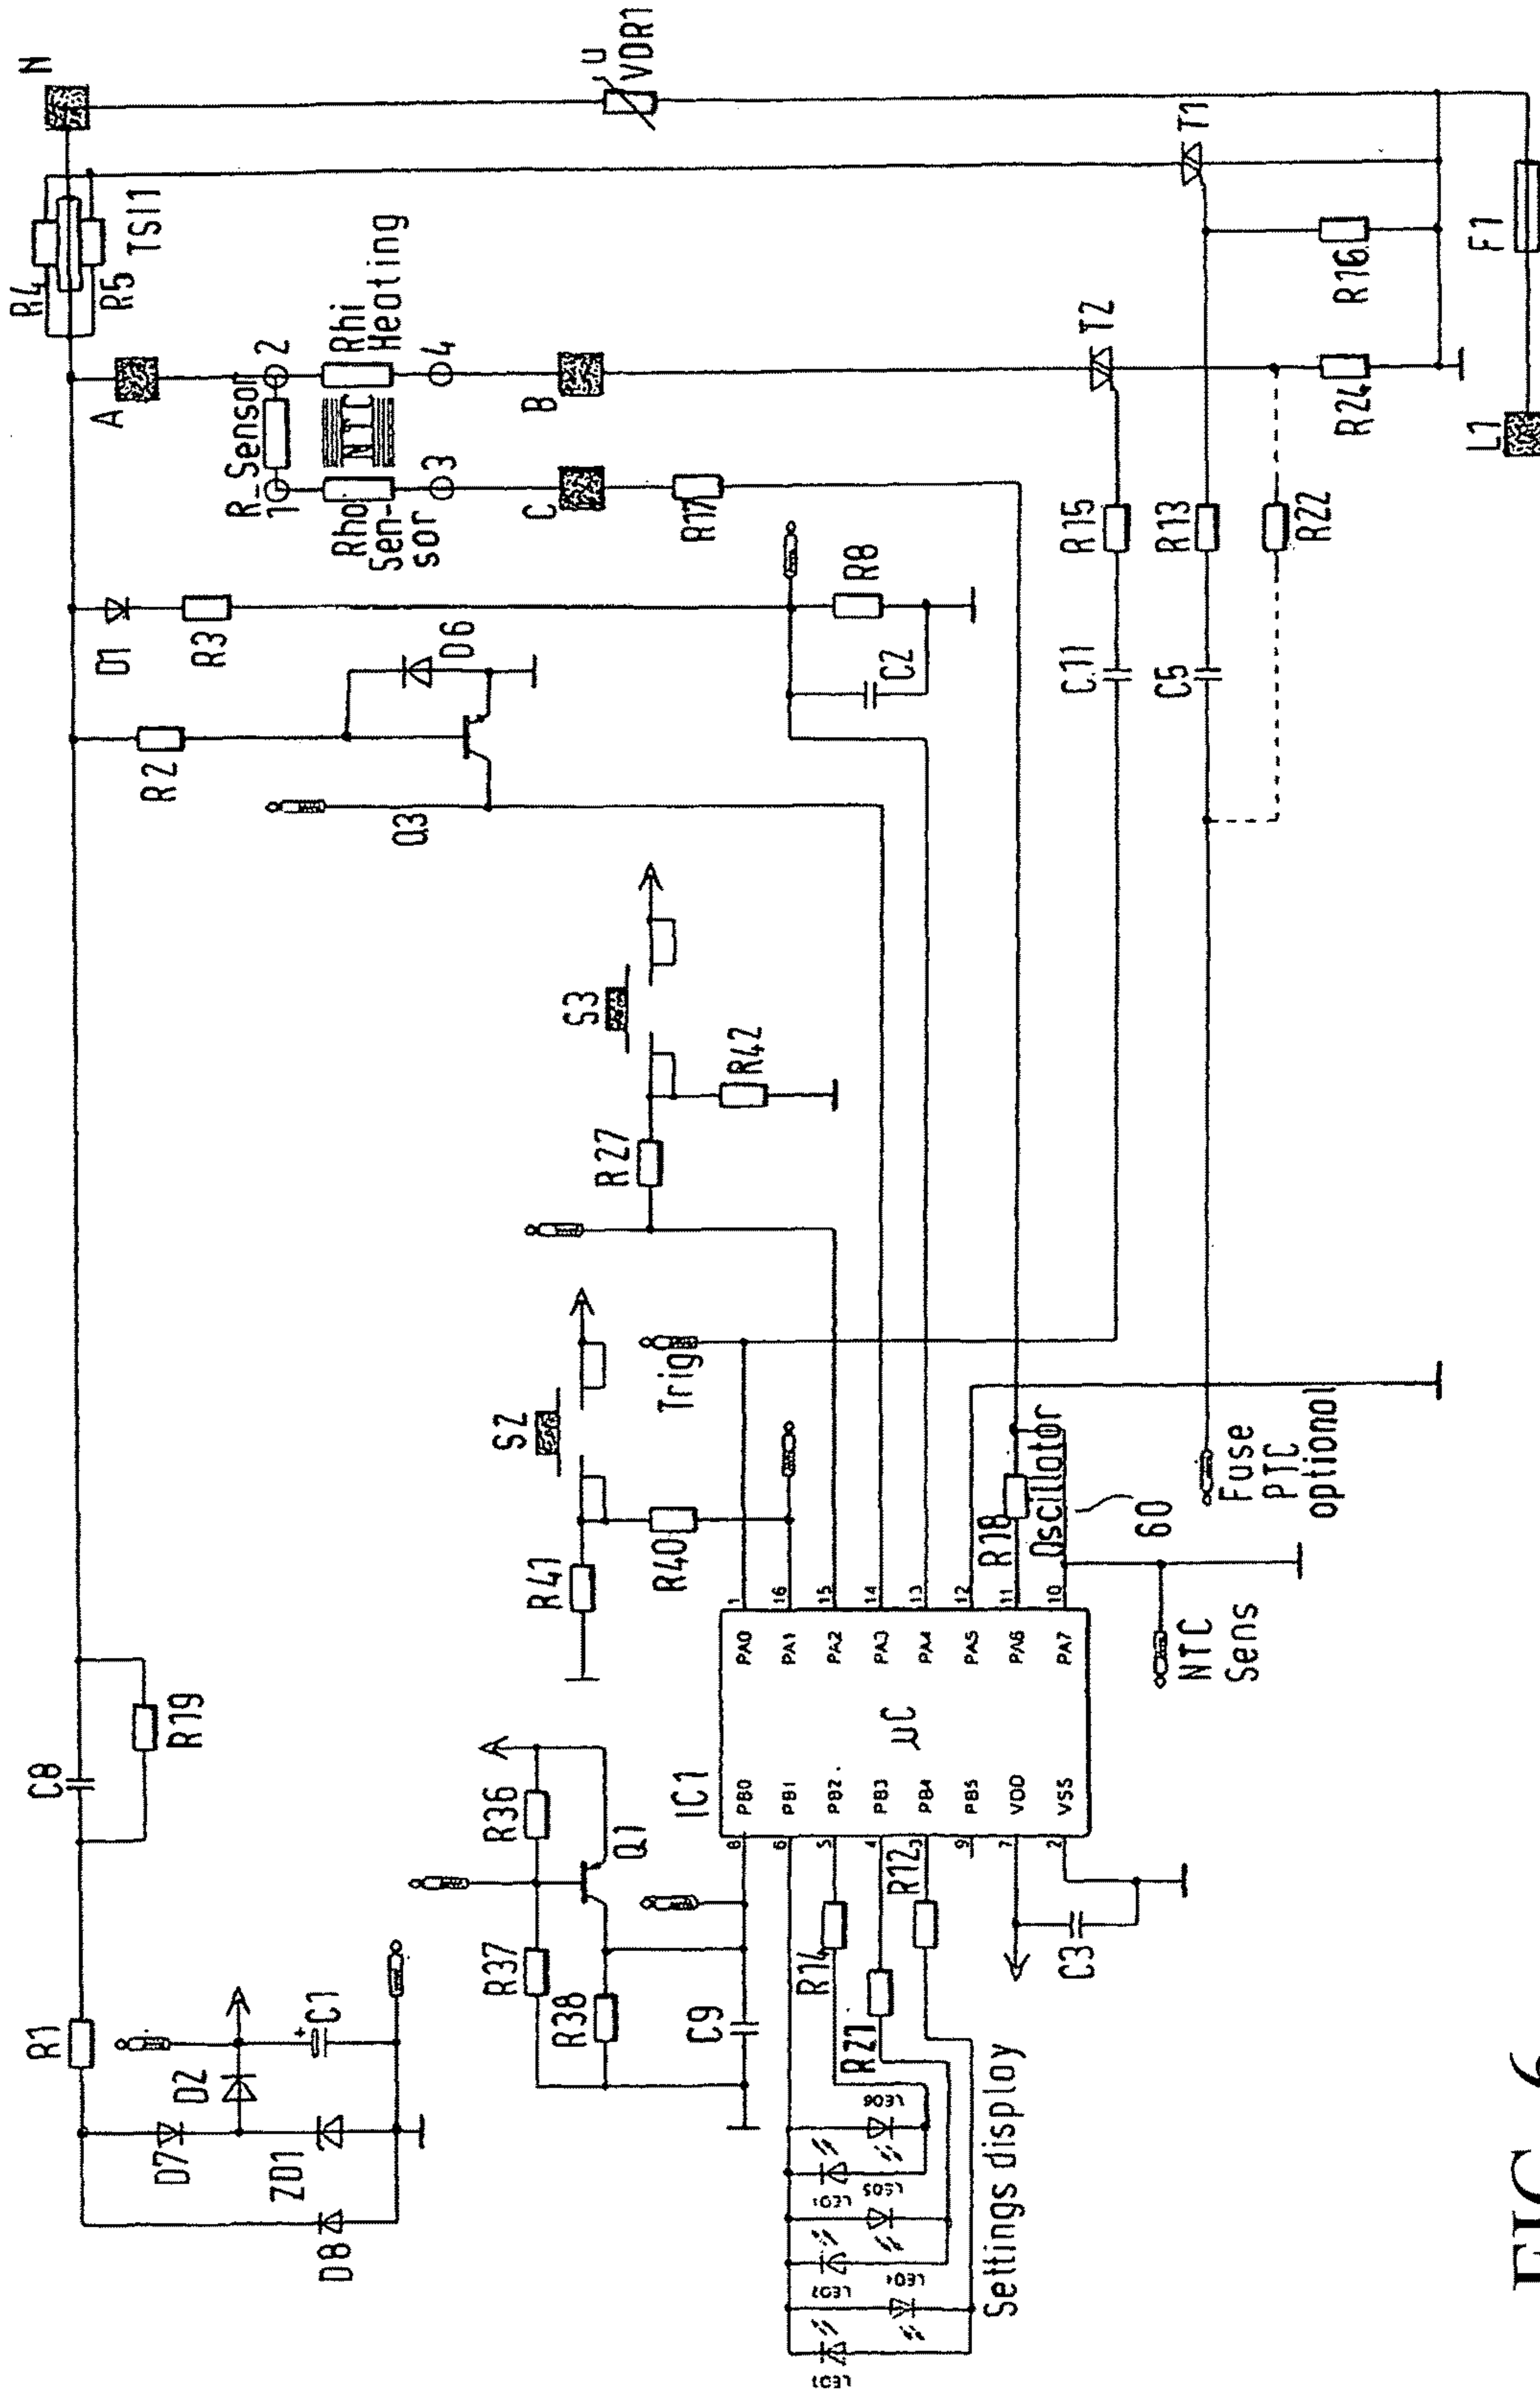 R1
C8
R19
D7
D2
C1
+
ZD1
D8
R36
R37
Q1
R38
C9
R41
S2
R40
Trig
R27
S3
R42
R2
Q3
D6
D1
R3
R8
C2
A
R_Sensor
1
2
Rho
Sen-
sor
NTC
Rhi
Heating
3
4
C
B
R17
R4
R5
TSI1
N
U
VDR1
IC1
µC
PB0
PB1
PB2.
PB3
PB4
PB5
VDD
VSS
8
6
5
4
3
9
7
2
PA0
PA1
PA2
PA3
PA4
PA5
PA6
PA7
1
16
15
14
13
12
11
10
R14
R21
R12
C3
LED6
LED5
LED4
LED2
LED3
Settings display
R18
Oscillator
60
NTC
Sens
Fuse
PTC
optional
C11
R15
C5
R13
R22
T2
T1
R24
R16
L1
F1
FIG. 6